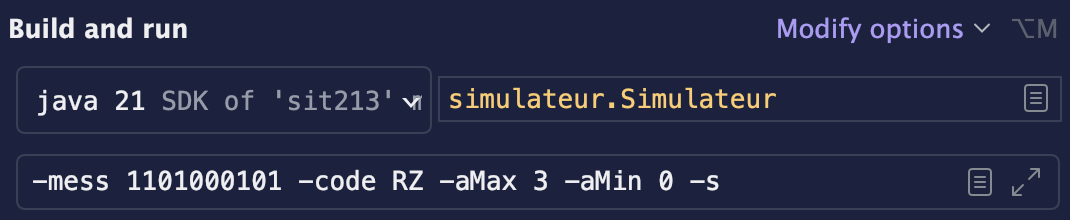 Build and run
Modify options ⌥M
java 21 SDK of 'sit213'
simulateur.Simulateur
-mess 1101000101 -code RZ -aMax 3 -aMin 0 -s